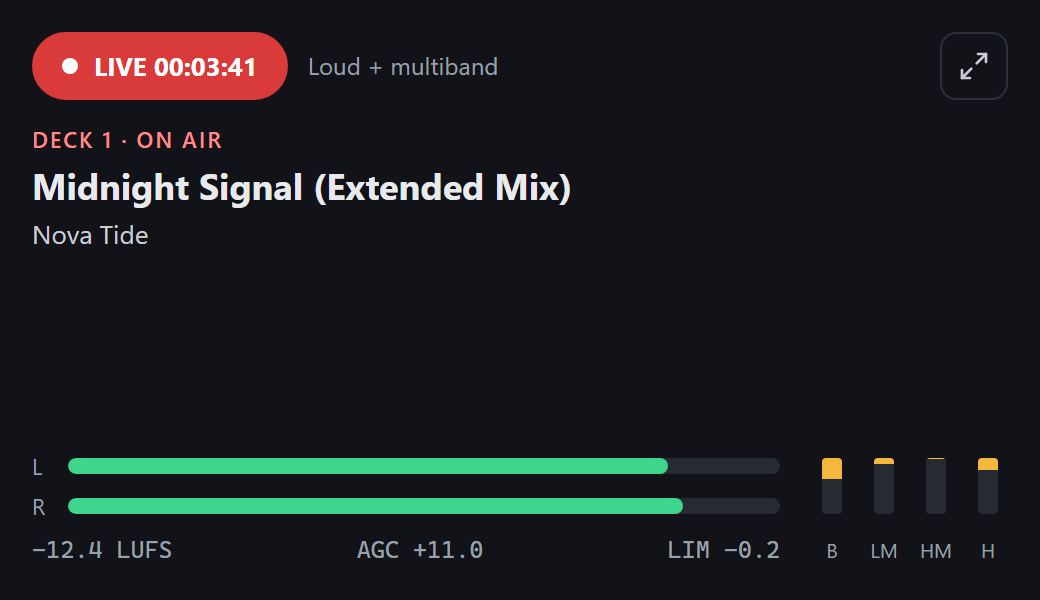 LIVE 00:03:41
Loud + multiband
DECK 1 · ON AIR
Midnight Signal (Extended Mix)
Nova Tide
L
R
−12.4 LUFS
AGC +11.0
LIM −0.2
B
LM
HM
H